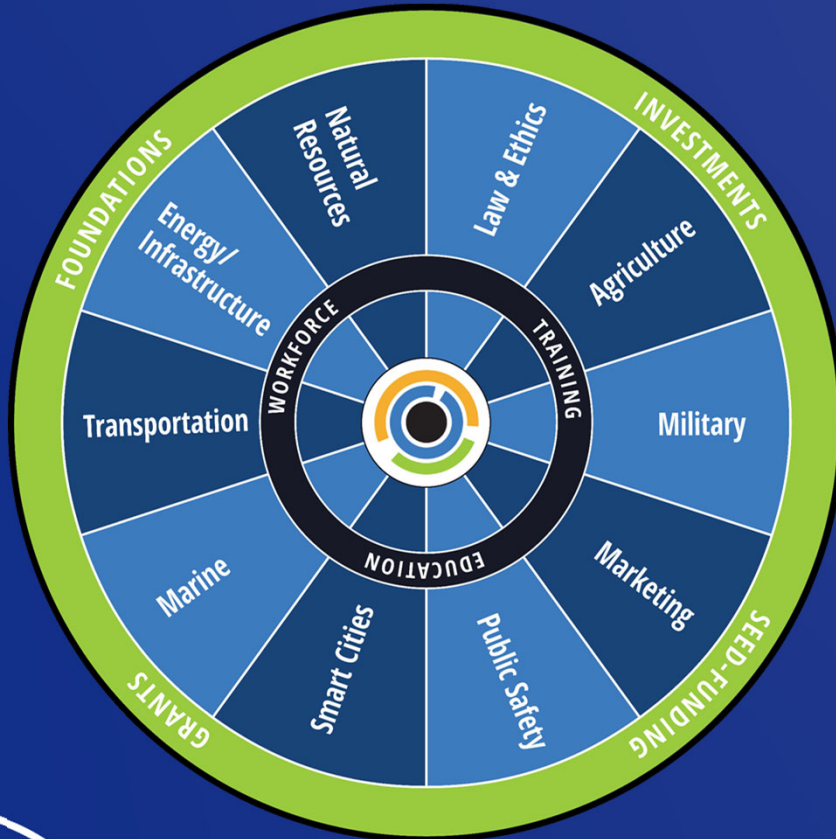 FOUNDATIONS
INVESTMENTS
SEED-FUNDING
GRANTS
Natural
Resources
Law & Ethics
Agriculture
Military
Marketing
Public Safety
Smart Cities
Marine
Transportation
Energy/
Infrastructure
WORKFORCE
TRAINING
EDUCATION